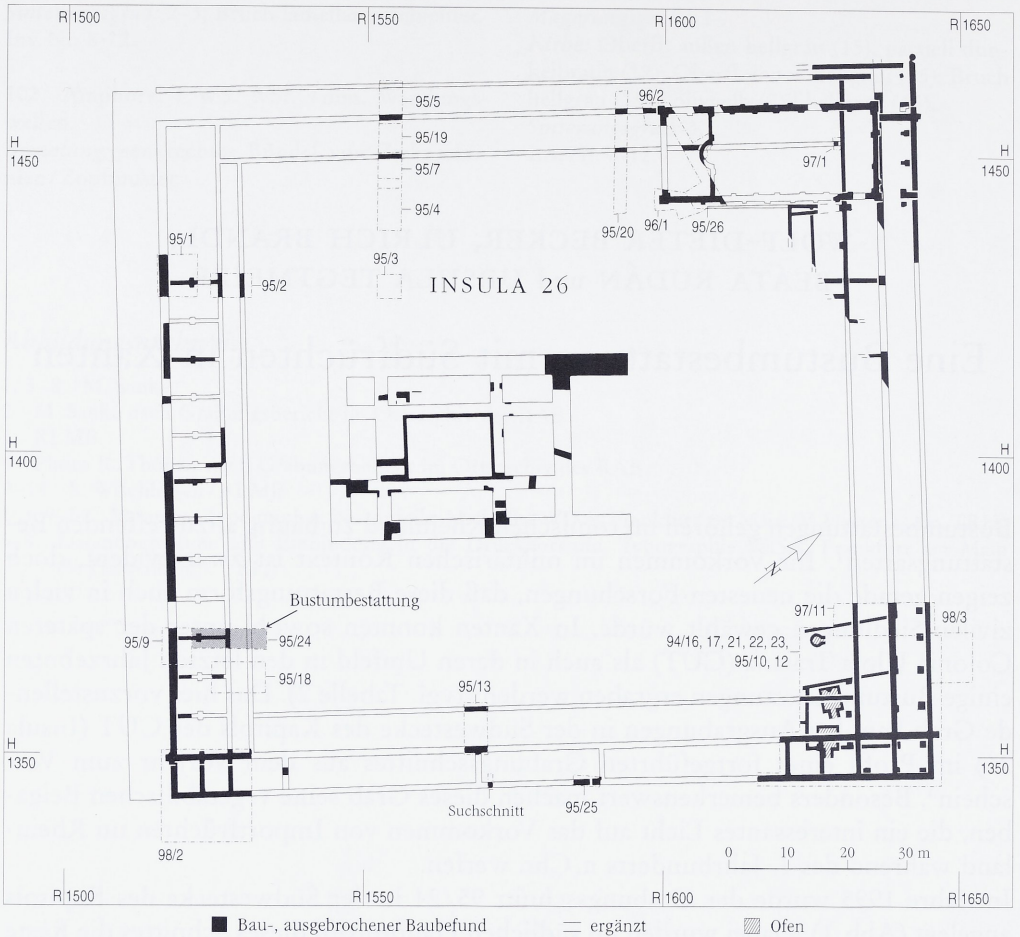 R 1500
R 1550
R 1600
R 1650
95/5
96/2
95/19
H
1450
H
1450
95/7
97/1
95/4
95/20
96/1
95/26
95/1
95/3
95/2
INSULA 26
H
1400
H
1400
N
Bustumbestattung
97/11
98/3
95/9
95/24
94/16, 17, 21, 22, 23,
95/10, 12
95/18
95/13
H
1350
H
1350
Suchschnitt
95/25
98/2
0 10 20 30 m
R 1500
R 1550
R 1600
R 1650
Bau-, ausgebrochener Baubefund
ergänzt
Ofen